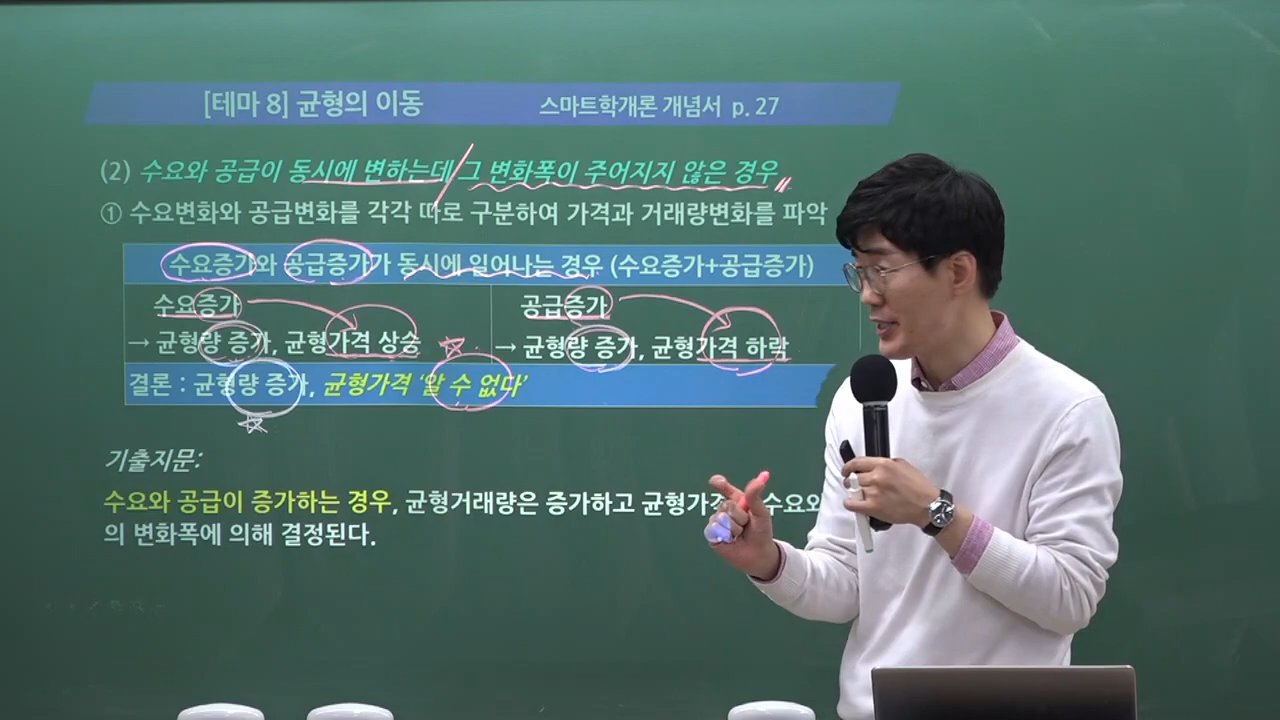 [테마 8] 균형의 이동 스마트학개론 개념서 p. 27
(2) 수요와 공급이 동시에 변하는데 그 변화폭이 주어지지 않은 경우
① 수요변화와 공급변화를 각각 따로 구분하여 가격과 거래량변화를 파악
수요증가와 공급증가가 동시에 일어나는 경우 (수요증가+공급증가)
수요증가 공급증가
→ 균형량 증가, 균형가격 상승 → 균형량 증가, 균형가격 하락
결론 : 균형량 증가, 균형가격 ‘알 수 없다’
기출지문:
수요와 공급이 증가하는 경우, 균형거래량은 증가하고 균형가격 수요와
의 변화폭에 의해 결정된다.